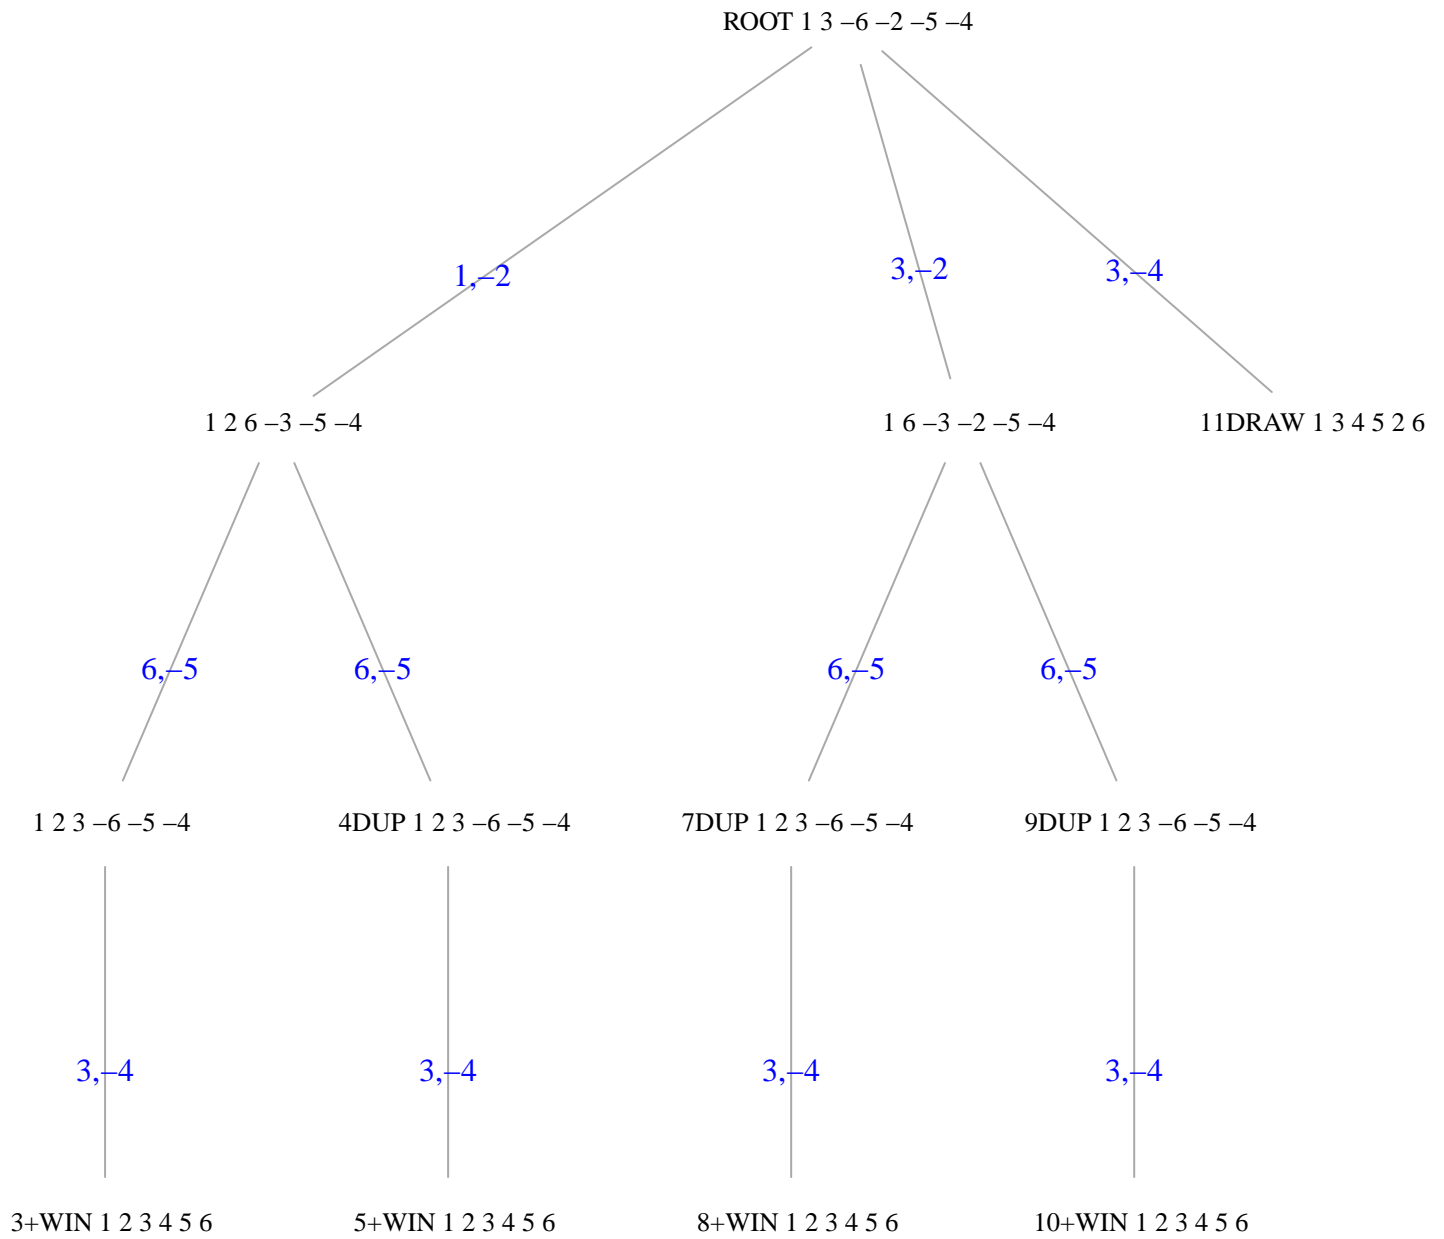 ROOT 1 3 –6 –2 –5 –4
1,–2
3,–2
3,–4
1 2 6 –3 –5 –4
1 6 –3 –2 –5 –4
11DRAW 1 3 4 5 2 6
6,–5
6,–5
6,–5
6,–5
1 2 3 –6 –5 –4
4DUP 1 2 3 –6 –5 –4
7DUP 1 2 3 –6 –5 –4
9DUP 1 2 3 –6 –5 –4
3,–4
3,–4
3,–4
3,–4
3+WIN 1 2 3 4 5 6
5+WIN 1 2 3 4 5 6
8+WIN 1 2 3 4 5 6
10+WIN 1 2 3 4 5 6